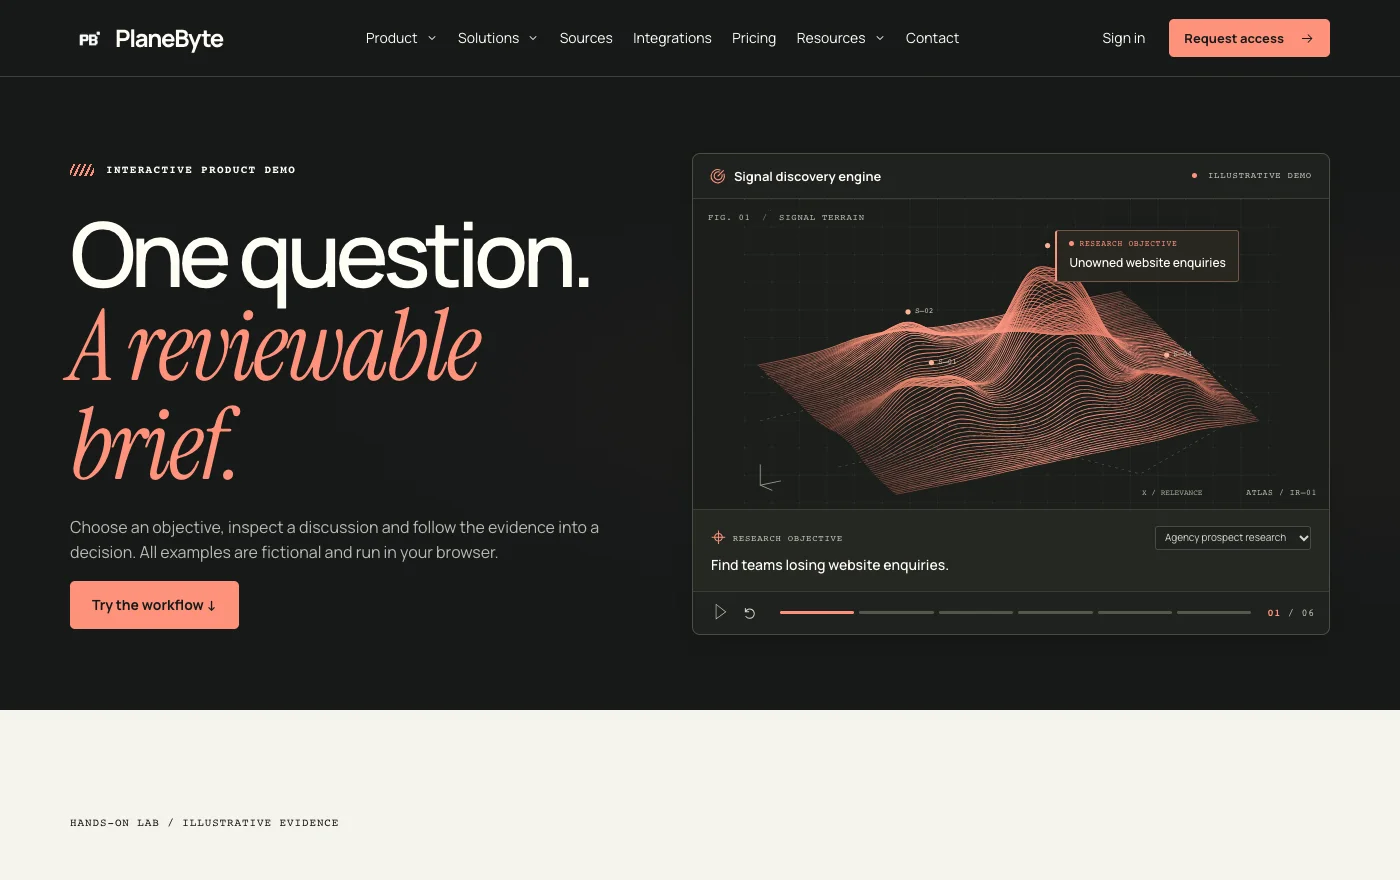 PB PlaneByte
Product Solutions Sources Integrations Pricing Resources Contact
Sign in
Request access →
INTERACTIVE PRODUCT DEMO
One question.
A reviewable
brief.
Choose an objective, inspect a discussion and follow the evidence into a
decision. All examples are fictional and run in your browser.
Try the workflow ↓
Signal discovery engine
ILLUSTRATIVE DEMO
FIG. 01 / SIGNAL TERRAIN
RESEARCH OBJECTIVE
Unowned website enquiries
S—02
X / RELEVANCE
ATLAS / IR—01
RESEARCH OBJECTIVE
Agency prospect research
Find teams losing website enquiries.
01 / 06
HANDS-ON LAB / ILLUSTRATIVE EVIDENCE